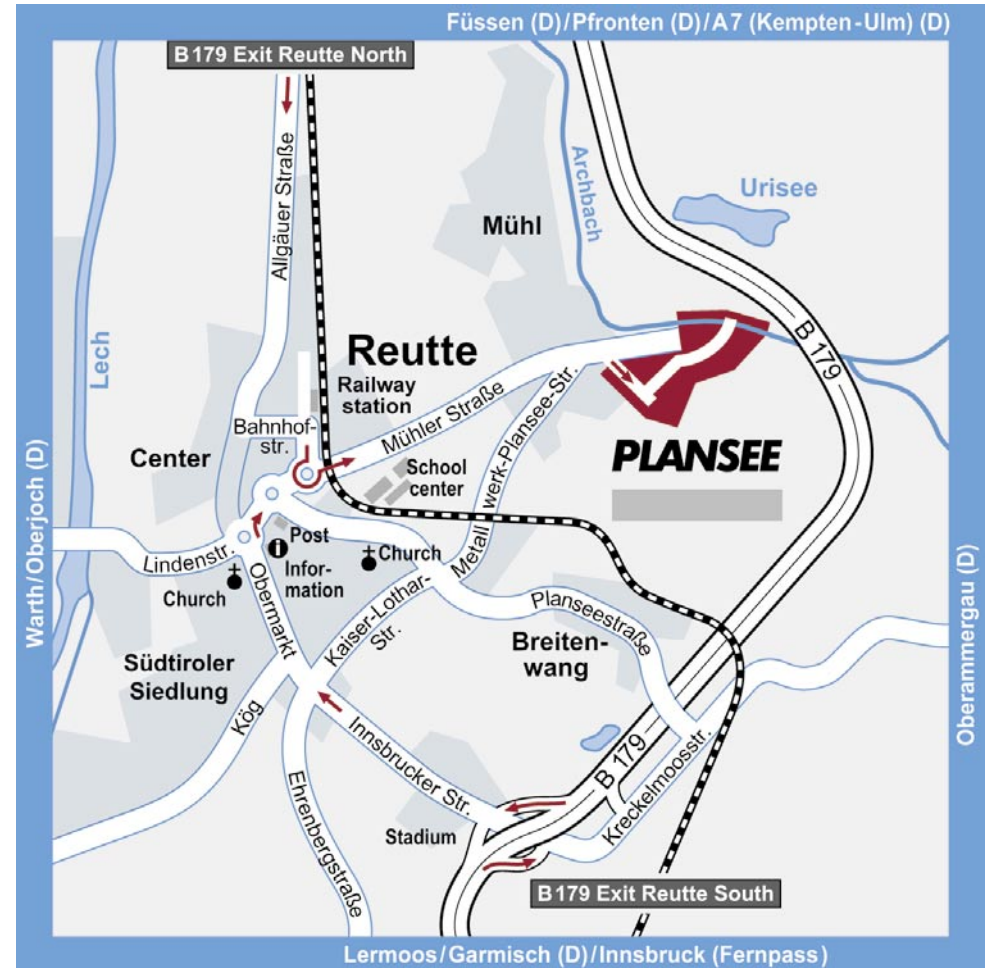 Füssen (D)/Pfronten (D)/A7 (Kempten-Ulm) (D)
B179 Exit Reutte North
Allgäuer Straße
Archbach
Urisee
Mühl
Lech
B 179
Reutte
Railway
station
Mühler Straße
Metall werk-Plansee-Str.
Bahnhof-
str.
Center
School
center
PLANSEE
Warth/Oberjoch (D)
Oberammergau (D)
Lindenstr.
Post
Infor-
mation
i
Church
Church
Obermarkt
Kaiser-Lothar-
Str.
Planseestraße
Breiten-
wang
Südtiroler
Siedlung
Kög
Innsbrucker Str.
Ehrenbergstraße
B 179
Kreckelmoosstr.
Stadium
B179 Exit Reutte South
Lermoos/Garmisch (D)/Innsbruck (Fernpass)